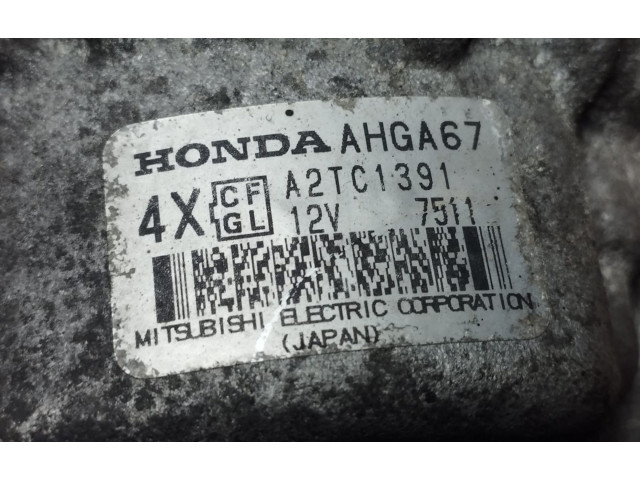 HONDA AHGA67
4X CF A2TC1391
GL 12V 7511
MITSUBISHI ELECTRIC CORPORATION
(JAPAN)